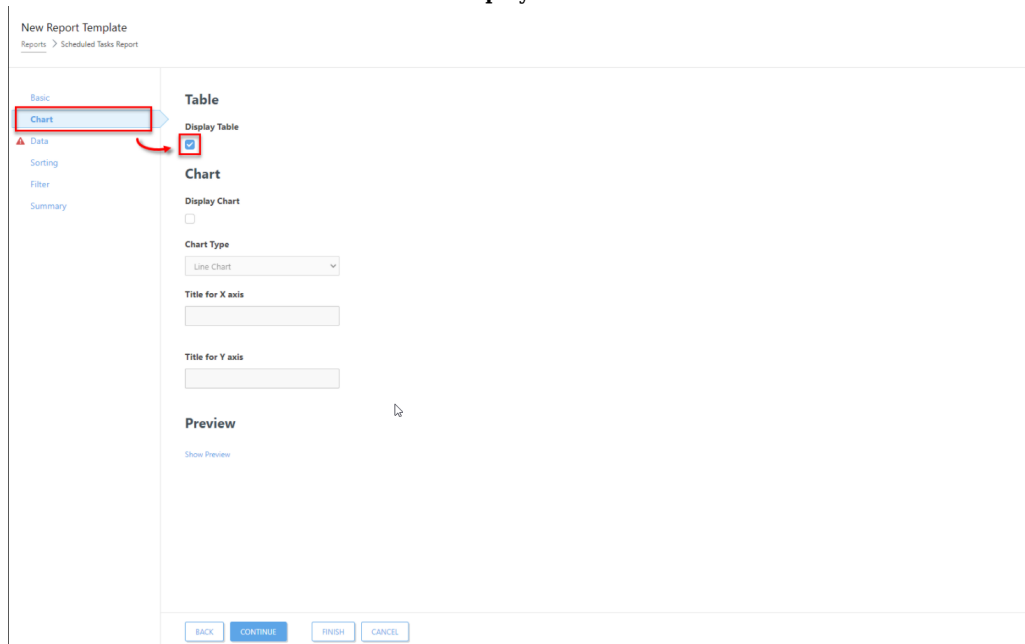 New Report Template
Reports > Scheduled Tasks Report
Basic
Chart
Data
Sorting
Filter
Summary
Table
Display Table
Chart
Display Chart
Chart Type
Line Chart
Title for X axis
Title for Y axis
Preview
Show Preview
BACK CONTINUE FINISH CANCEL